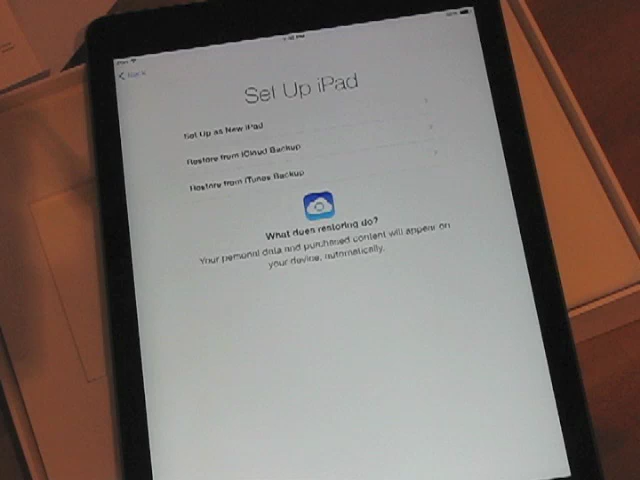 Back
Set Up iPad
Set Up as New iPad
Restore from iCloud Backup
Restore from iTunes Backup
What does restoring do?
Your personal data and purchased content will appear on
your device, automatically.